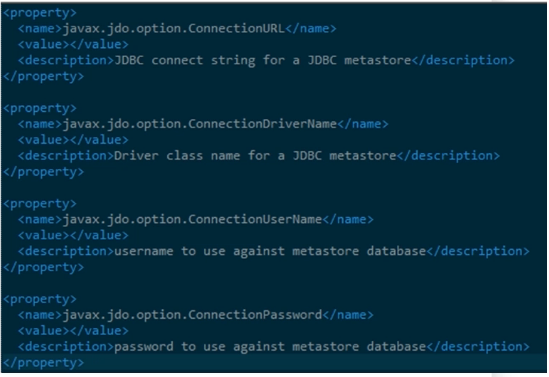 <property>
<name>javax.jdo.option.ConnectionURL</name>
<value></value>
<description>JDBC connect string for a JDBC metastore</description>
</property>
<property>
<name>javax.jdo.option.ConnectionDriverName</name>
<value></value>
<description>Driver class name for a JDBC metastore</description>
</property>
<property>
<name>javax.jdo.option.ConnectionUserName</name>
<value></value>
<description>username to use against metastore database</description>
</property>
<property>
<name>javax.jdo.option.ConnectionPassword</name>
<value></value>
<description>password to use against metastore database</description>
</property>